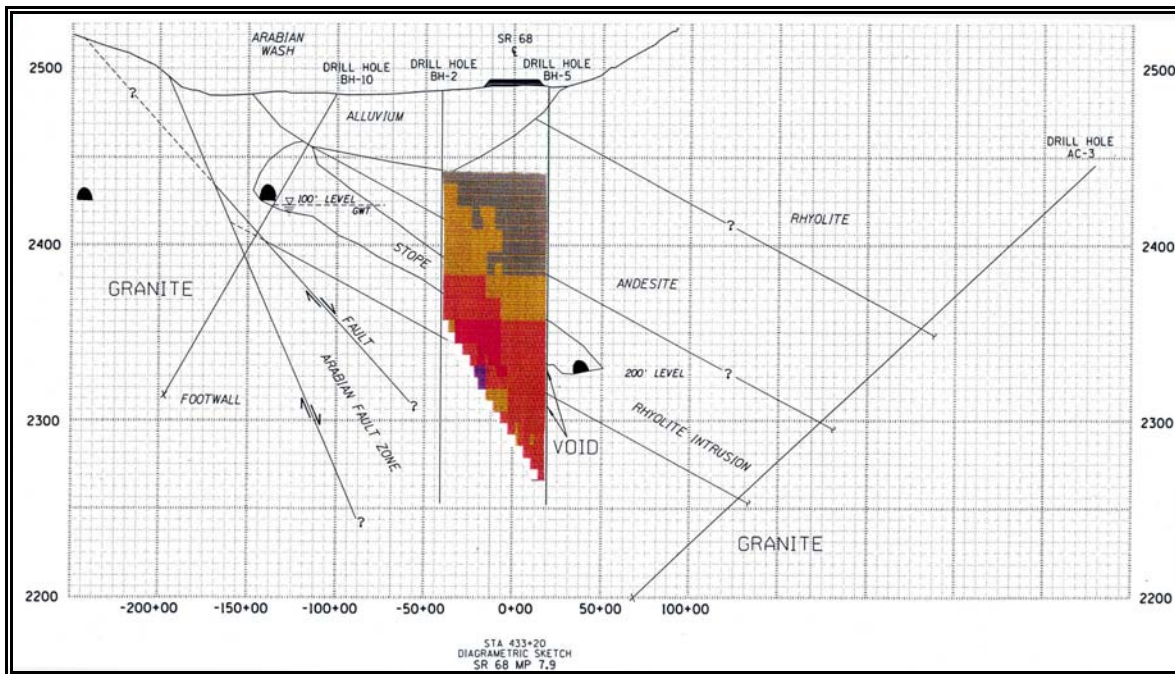 ARABIAN
WASH
SR 68
℄
DRILL HOLE
BH-10
DRILL HOLE
BH-2
DRILL HOLE
BH-5
2500
2500
?
ALLUVIUM
DRILL HOLE
AC-3
100' LEVEL
GWT
?
RHYOLITE
2400
2400
STOPE
GRANITE
ANDESITE
FAULT
?
200' LEVEL
ARABIAN FAULT ZONE
FOOTWALL
?
?
2300
2300
RHYOLITE INTRUSION
VOID
?
GRANITE
2200
2200
-200+00
-150+00
-100+00
-50+00
0+00
50+00
100+00
STA 433+20
DIAGRAMETRIC SKETCH
SR 68 MP 7.9